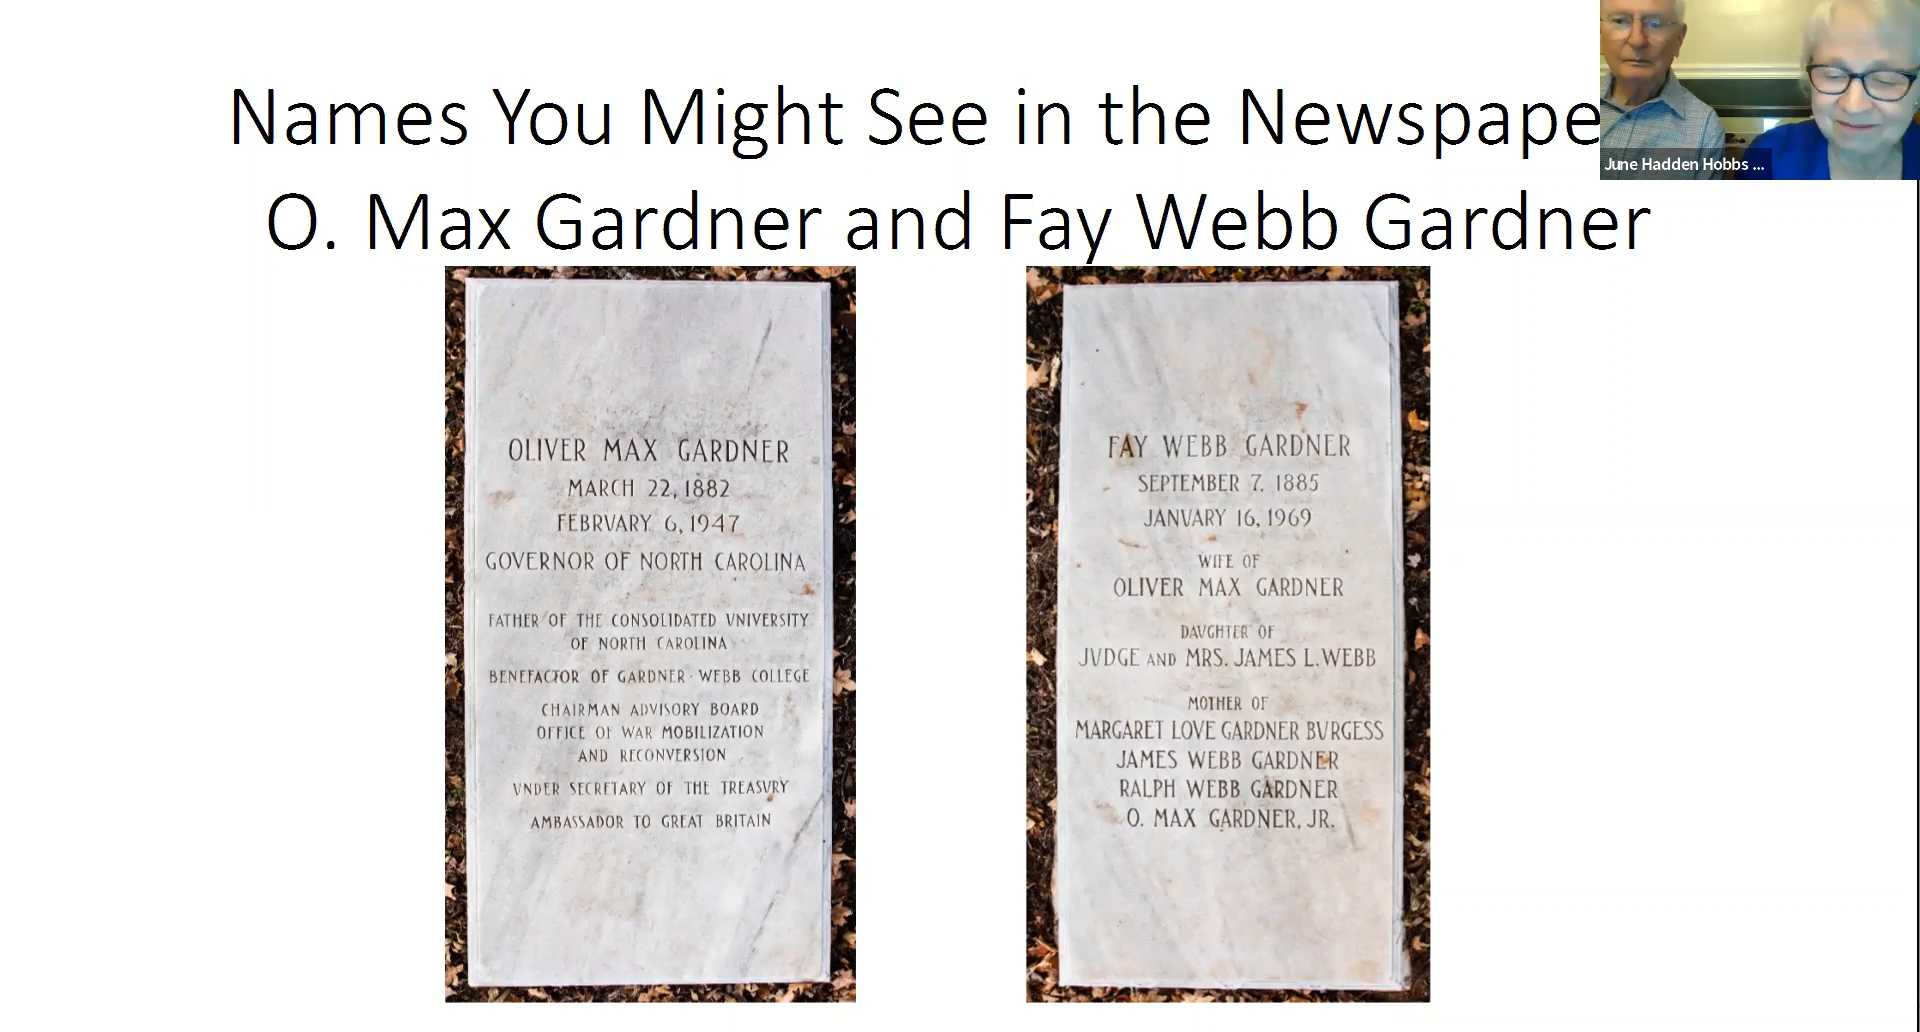 Names You Might See in the Newspape
O. Max Gardner and Fay Webb Gardner
June Hadden Hobbs ...
OLIVER MAX GARDNER
MARCH 22, 1882
FEBRVARY 6, 1947
GOVERNOR OF NORTH CAROLINA
FATHER OF THE CONSOLIDATED VNIVERSITY
OF NORTH CAROLINA
BENEFACTOR OF GARDNER · WEBB COLLEGE
CHAIRMAN ADVISORY BOARD
OFFICE OF WAR MOBILIZATION
AND RECONVERSION
VNDER SECRETARY OF THE TREASVRY
AMBASSADOR TO GREAT BRITAIN
FAY WEBB GARDNER
SEPTEMBER 7, 1885
JANVARY 16, 1969
WIFE OF
OLIVER MAX GARDNER
DAVGHTER OF
JVDGE AND MRS. JAMES L. WEBB
MOTHER OF
MARGARET LOVE GARDNER BVRGESS
JAMES WEBB GARDNER
RALPH WEBB GARDNER
O. MAX GARDNER, JR.